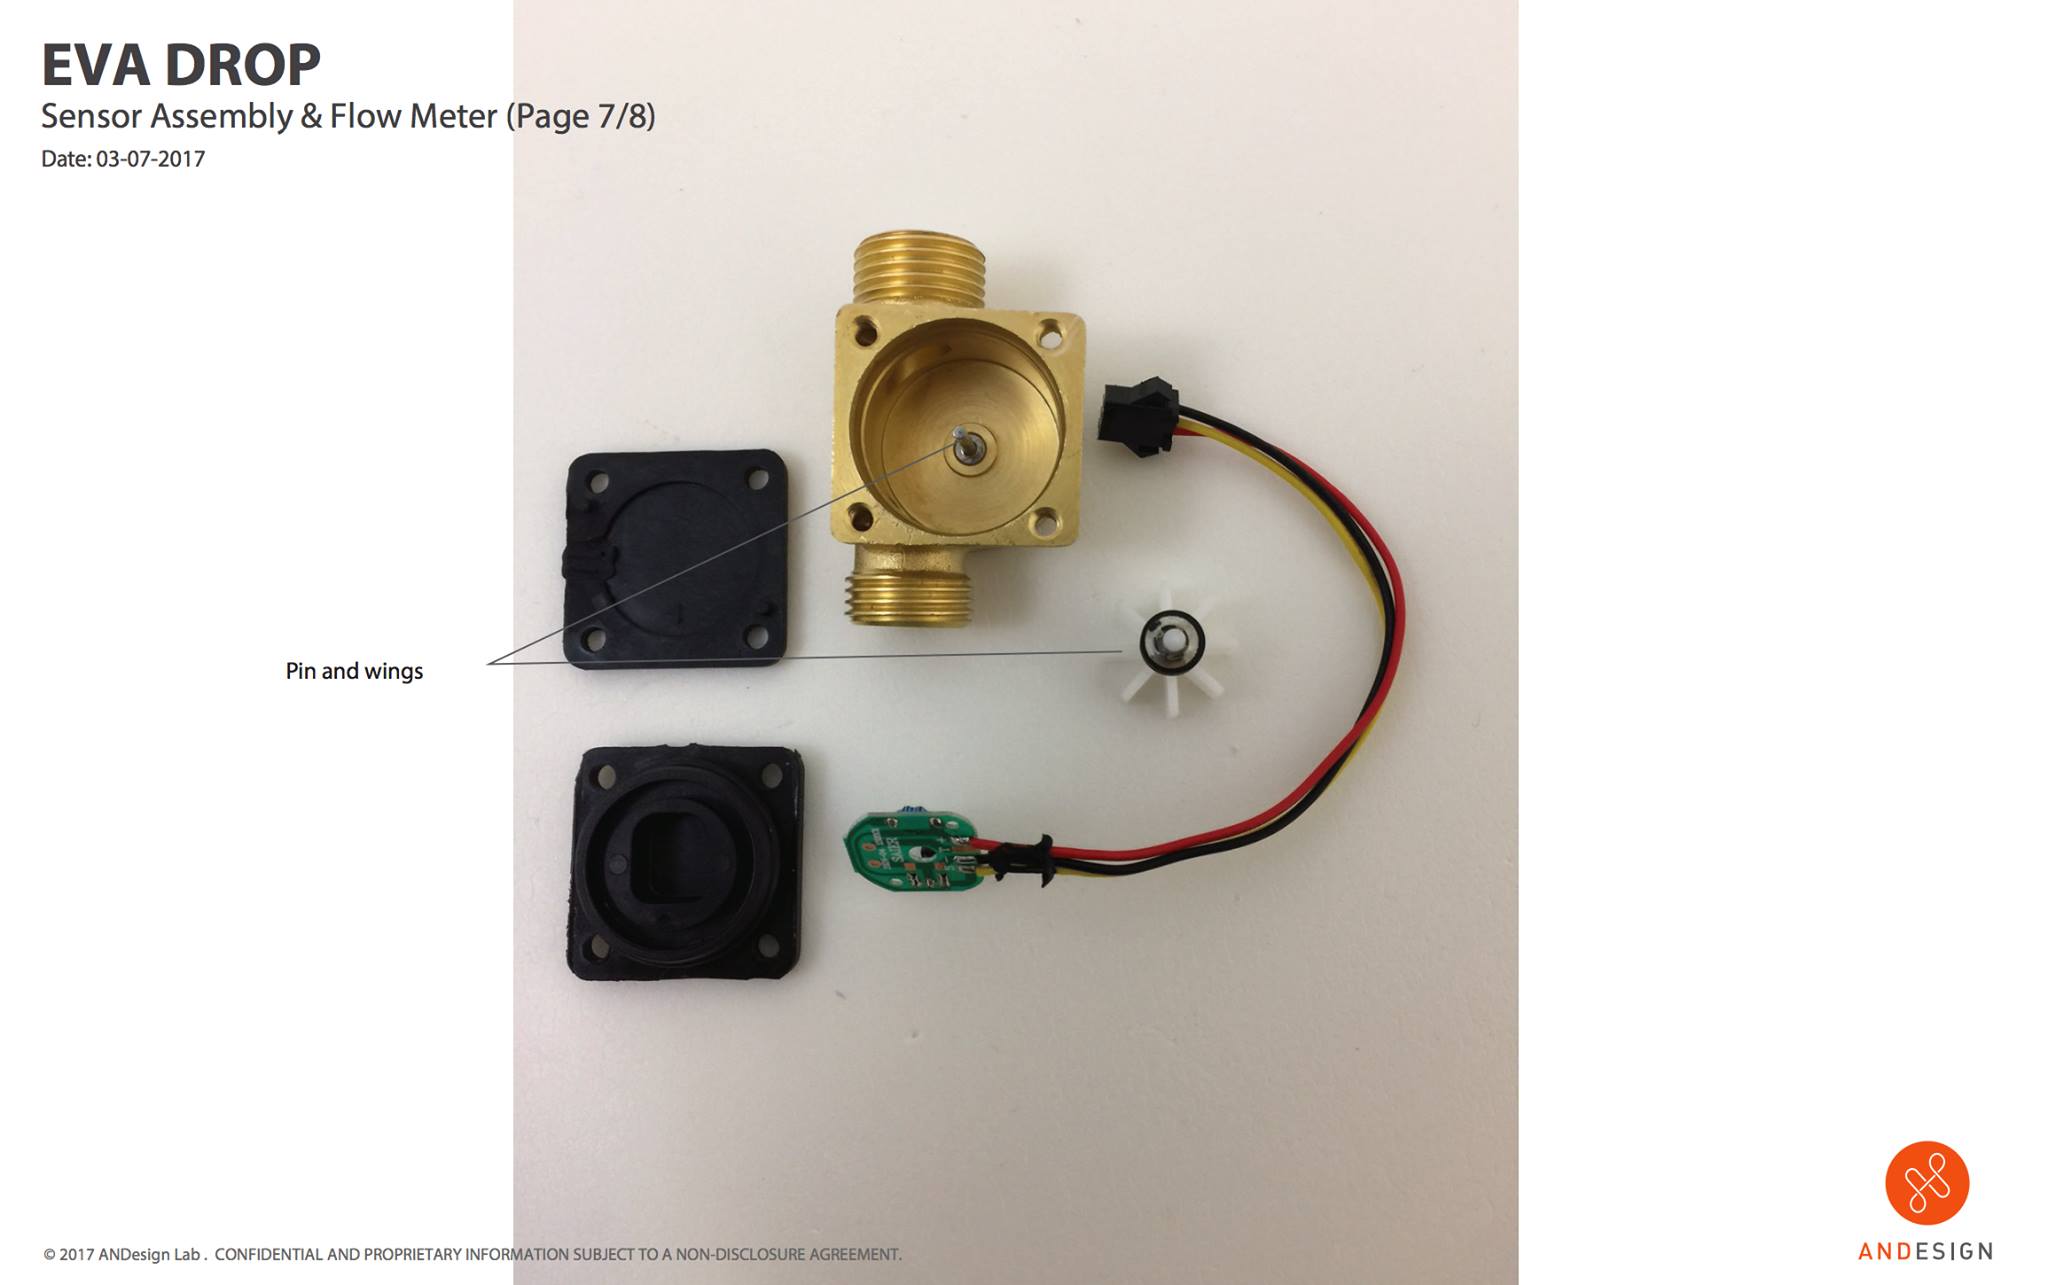 EVA DROP
Sensor Assembly & Flow Meter (Page 7/8)
Date: 03-07-2017
Pin and wings
SAIER
© 2017 ANDesign Lab . CONFIDENTIAL AND PROPRIETARY INFORMATION SUBJECT TO A NON-DISCLOSURE AGREEMENT.
ANDESIGN